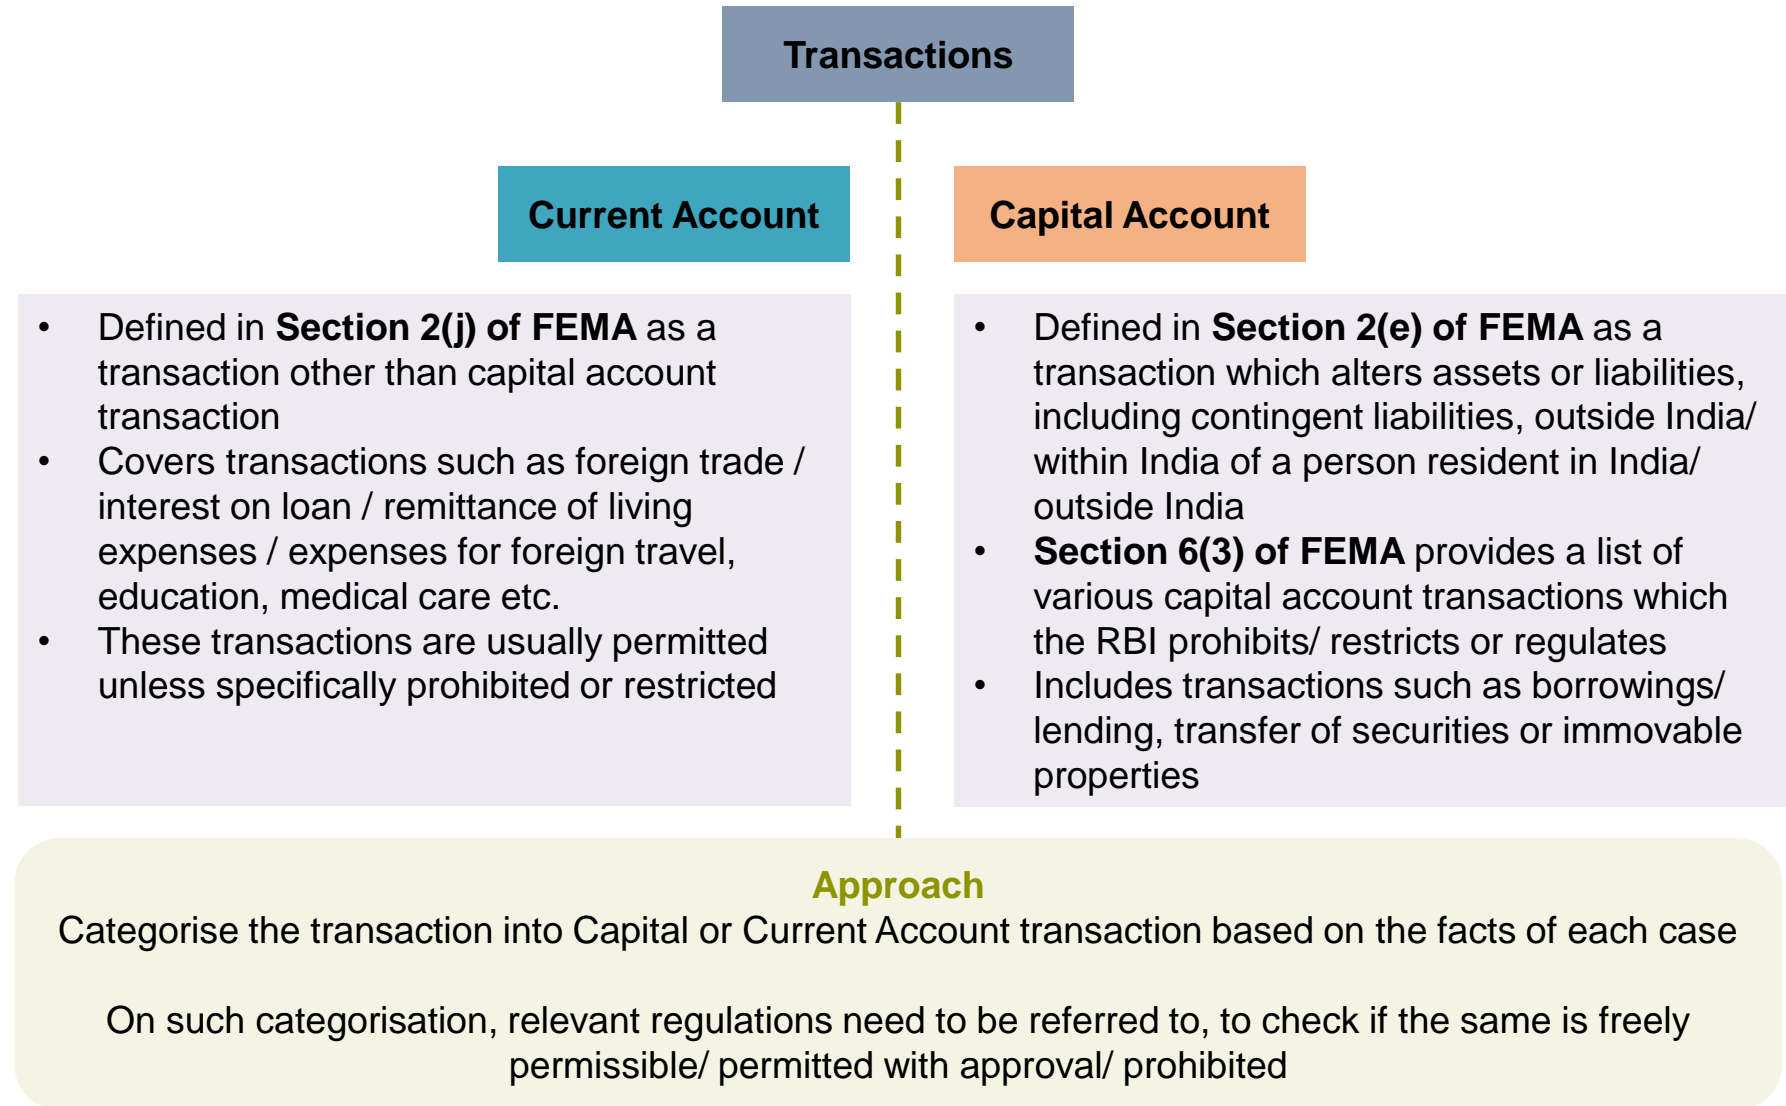 Transactions
Current Account
Capital Account
• Defined in Section 2(j) of FEMA as a
transaction other than capital account
transaction
• Covers transactions such as foreign trade /
interest on loan / remittance of living
expenses / expenses for foreign travel,
education, medical care etc.
• These transactions are usually permitted
unless specifically prohibited or restricted
• Defined in Section 2(e) of FEMA as a
transaction which alters assets or liabilities,
including contingent liabilities, outside India/
within India of a person resident in India/
outside India
• Section 6(3) of FEMA provides a list of
various capital account transactions which
the RBI prohibits/ restricts or regulates
• Includes transactions such as borrowings/
lending, transfer of securities or immovable
properties
Approach
Categorise the transaction into Capital or Current Account transaction based on the facts of each case
On such categorisation, relevant regulations need to be referred to, to check if the same is freely
permissible/ permitted with approval/ prohibited